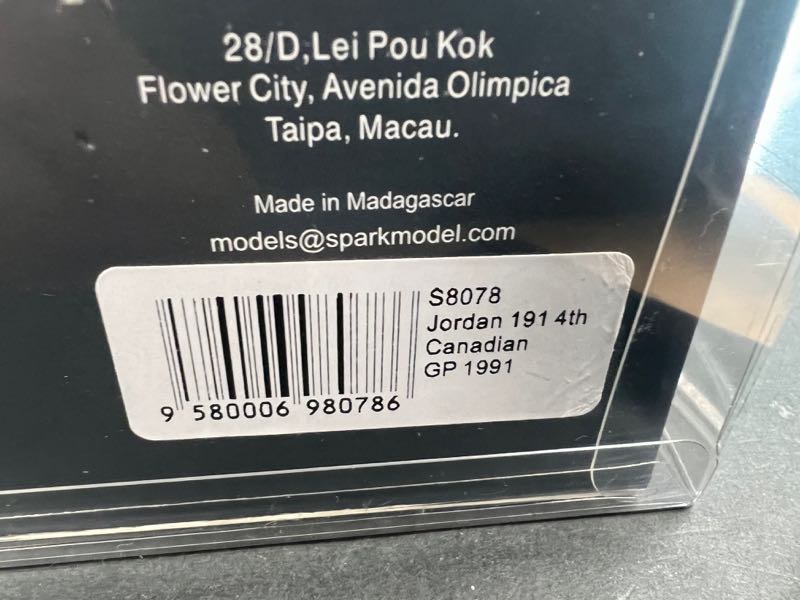 28/D,Lei Pou Kok
Flower City, Avenida Olimpica
Taipa, Macau.
Made in Madagascar
models@sparkmodel.com
S8078
Jordan 191 4th
Canadian
GP 1991
9 580006 980786